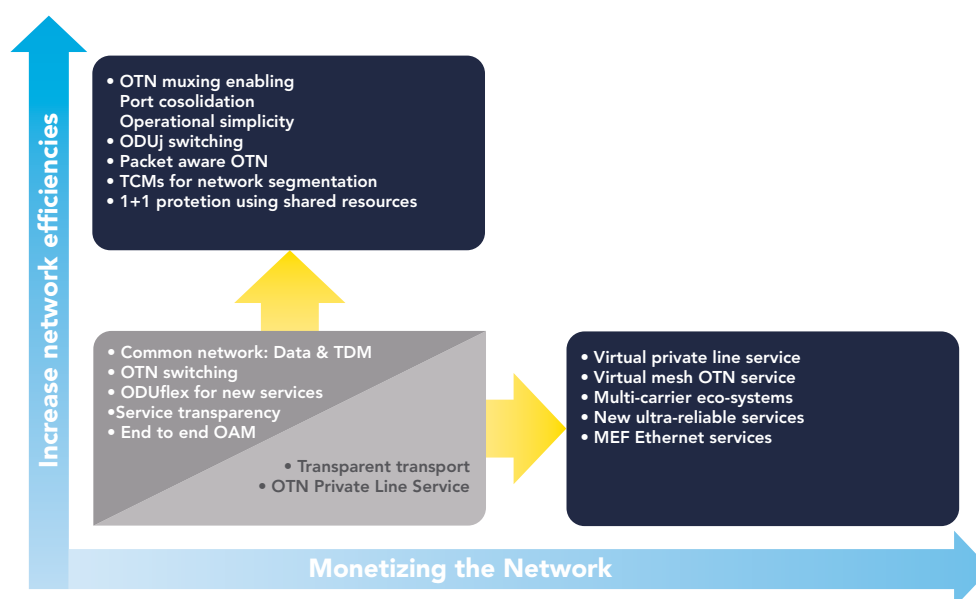 Increase network efficiencies
• OTN muxing enabling
Port cosolidation
Operational simplicity
• ODUj switching
• Packet aware OTN
• TCMs for network segmentation
• 1+1 protetion using shared resources
• Common network: Data & TDM
• OTN switching
• ODUflex for new services
•Service transparency
• End to end OAM
• Transparent transport
• OTN Private Line Service
• Virtual private line service
• Virtual mesh OTN service
• Multi-carrier eco-systems
• New ultra-reliable services
• MEF Ethernet services
Monetizing the Network